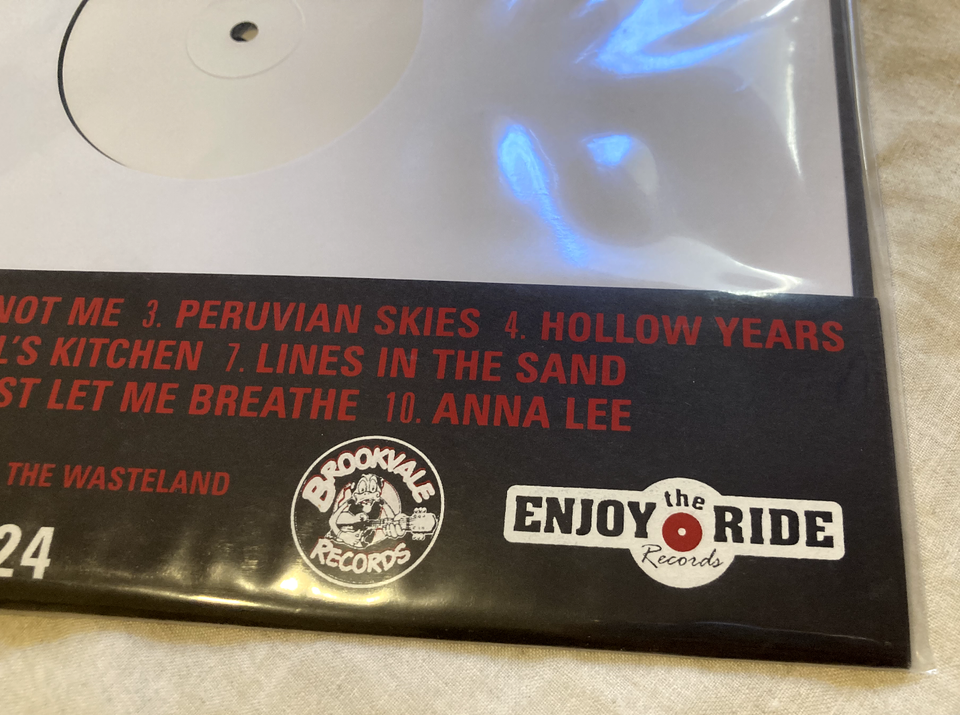 NOT ME 3. PERUVIAN SKIES 4. HOLLOW YEARS
L'S KITCHEN 7. LINES IN THE SAND
ST LET ME BREATHE 10. ANNA LEE
THE WASTELAND
24
BROOKVALE
RECORDS
ENJOY the RIDE
Records